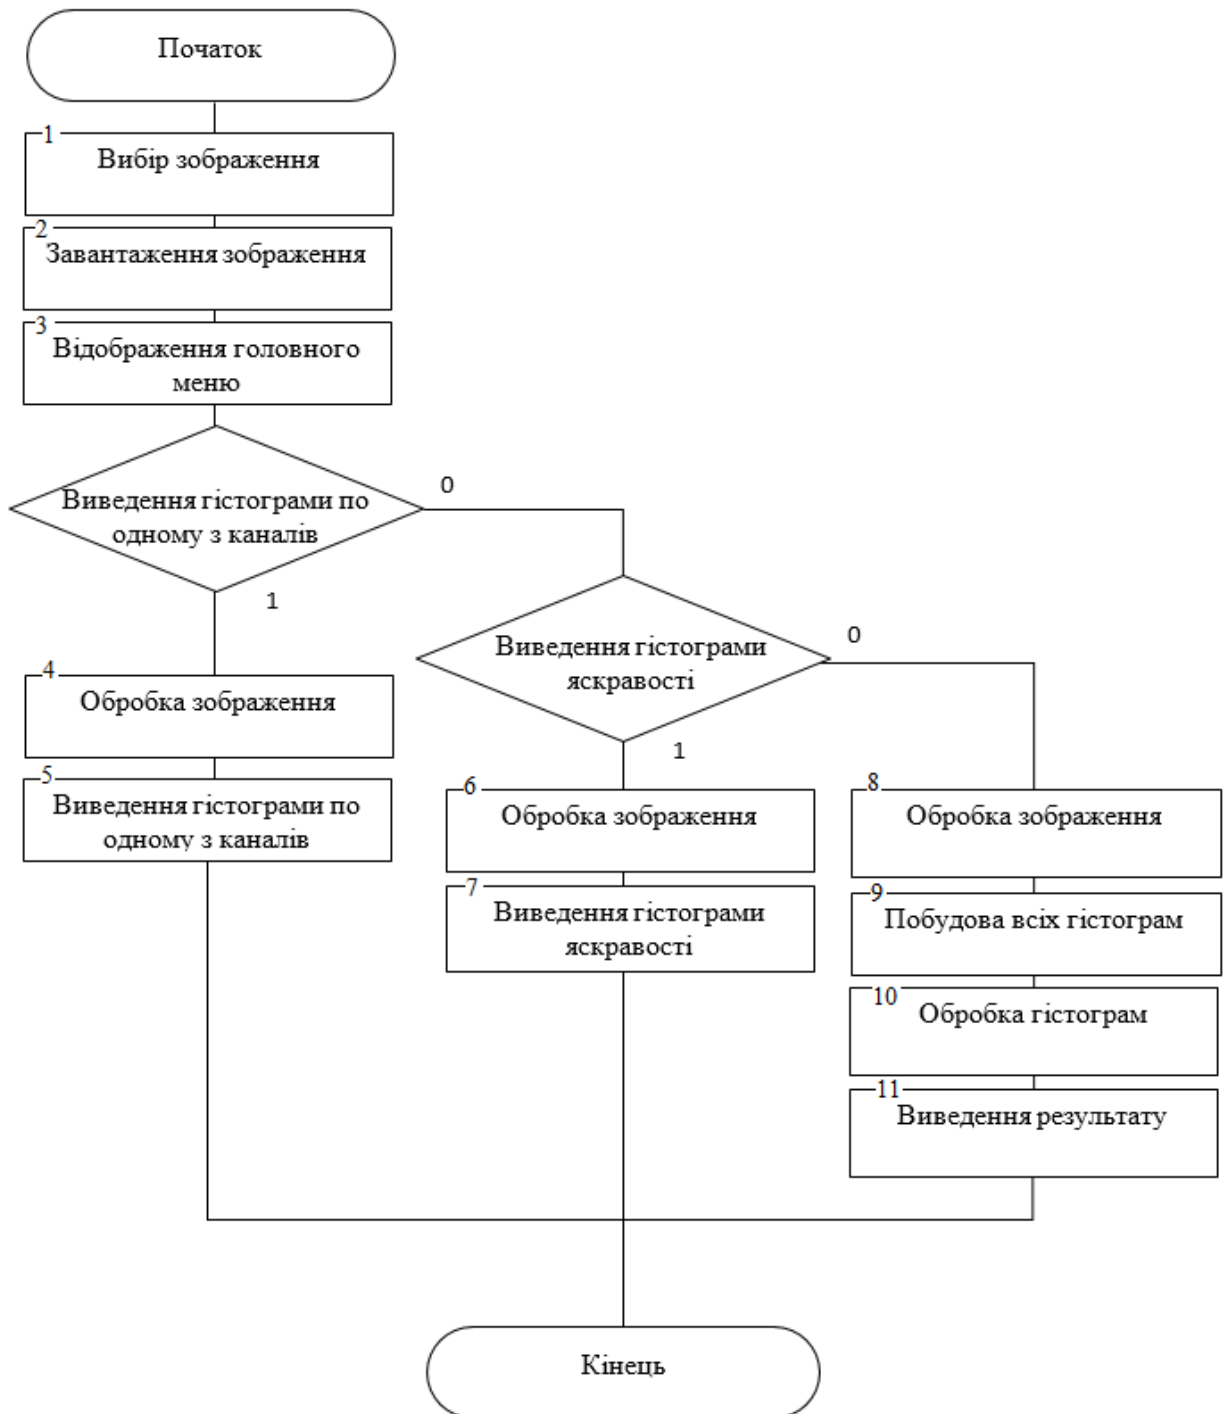 Початок
1
Вибір зображення
2
Завантаження зображення
3
Відображення головного
меню
Виведення гістограми по
одному з каналів
0
1
Виведення гістограми
яскравості
0
1
4
Обробка зображення
5
Виведення гістограми по
одному з каналів
6
Обробка зображення
7
Виведення гістограми
яскравості
8
Обробка зображення
9
Побудова всіх гістограм
10
Обробка гістограм
11
Виведення результату
Кінець